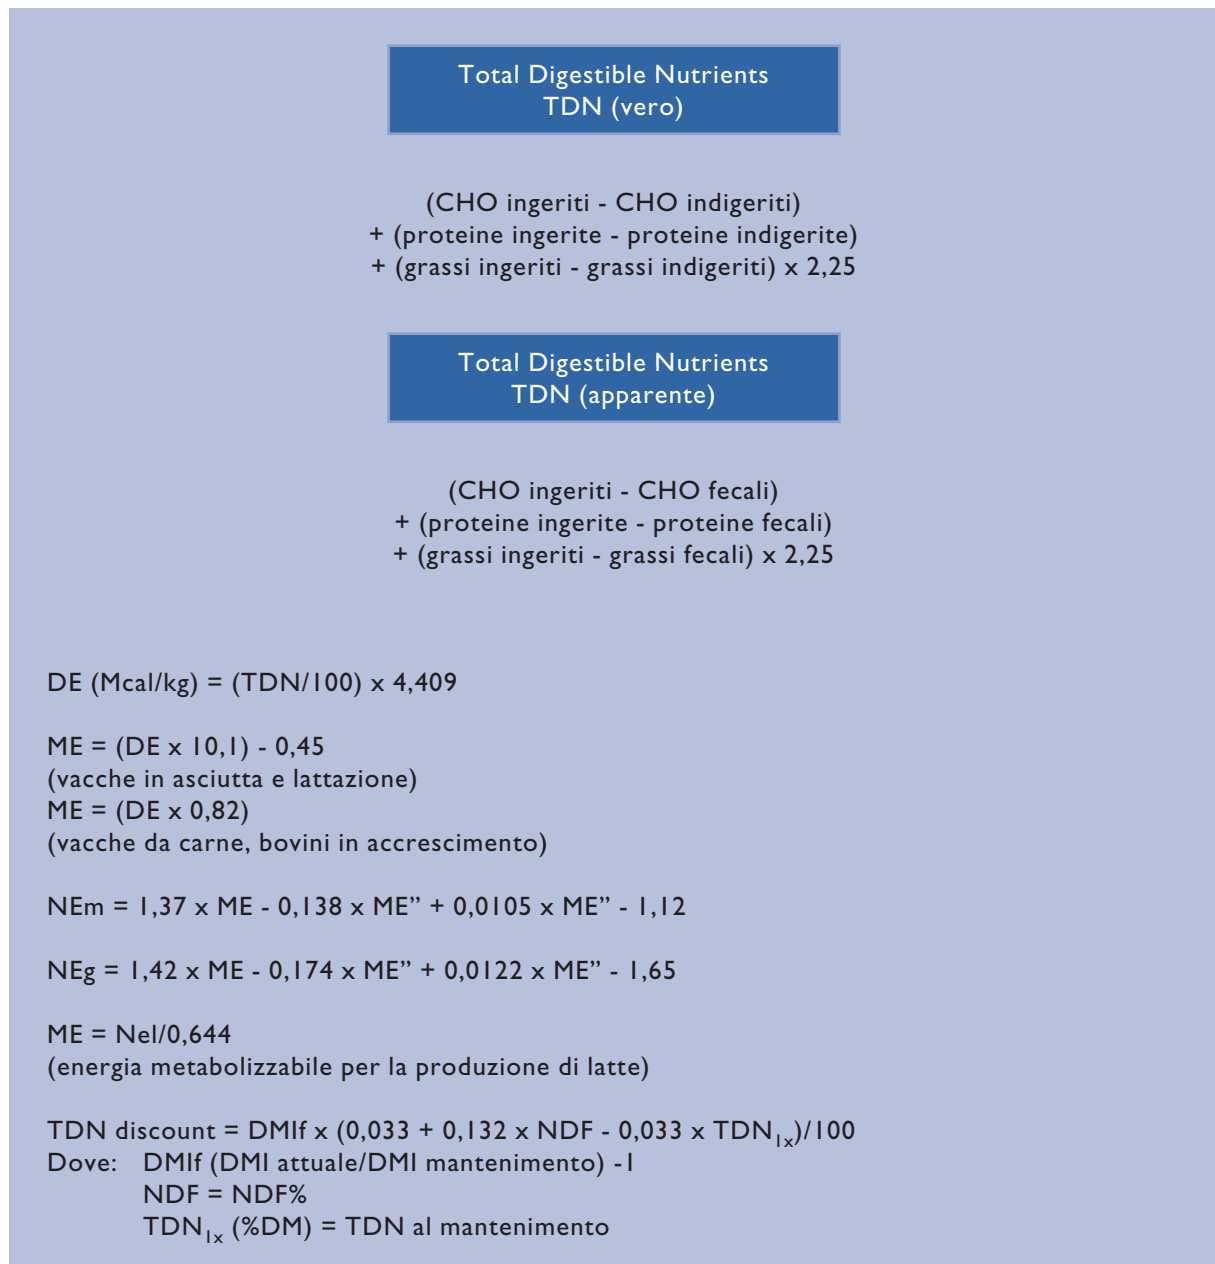 Total Digestible Nutrients
TDN (vero)
(CHO ingeriti - CHO indigeriti)
+ (proteine ingerite - proteine indigerite)
+ (grassi ingeriti - grassi indigeriti) x 2,25
Total Digestible Nutrients
TDN (apparente)
(CHO ingeriti - CHO fecali)
+ (proteine ingerite - proteine fecali)
+ (grassi ingeriti - grassi fecali) x 2,25
DE (Mcal/kg) = (TDN/100) x 4,409
ME = (DE x 10,1) - 0,45
(vacche in asciutta e lattazione)
ME = (DE x 0,82)
(vacche da carne, bovini in accrescimento)
NEm = 1,37 x ME - 0,138 x ME” + 0,0105 x ME” - 1,12
NEg = 1,42 x ME - 0,174 x ME” + 0,0122 x ME” - 1,65
ME = Nel/0,644
(energia metabolizzabile per la produzione di latte)
TDN discount = DMIf x (0,033 + 0,132 x NDF - 0,033 x TDN₁ₓ)/100
Dove: DMIf (DMI attuale/DMI mantenimento) -1
NDF = NDF%
TDN₁ₓ (%DM) = TDN al mantenimento